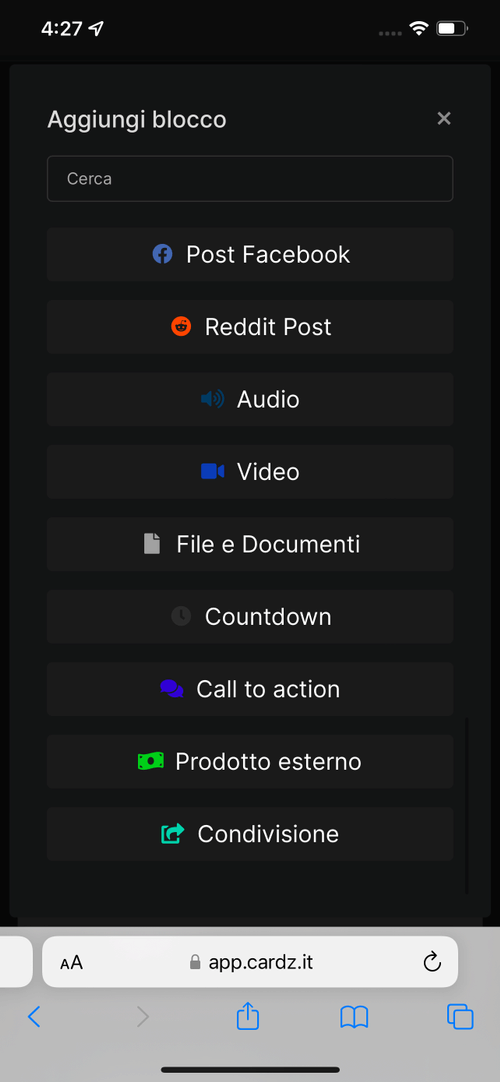 4:27
Aggiungi blocco
Cerca
Post Facebook
Reddit Post
Audio
Video
File e Documenti
Countdown
Call to action
Prodotto esterno
Condivisione
AA app.cardz.it